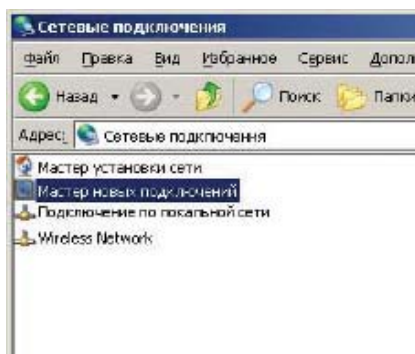 Сетевые подключения
Файл Правка Вид Избранное Сервис Допол
Назад Поиск Папки
Адрес: Сетевые подключения
Мастер установки сети
Мастер новых подключений
Подключение по локальной сети
Wireless Network